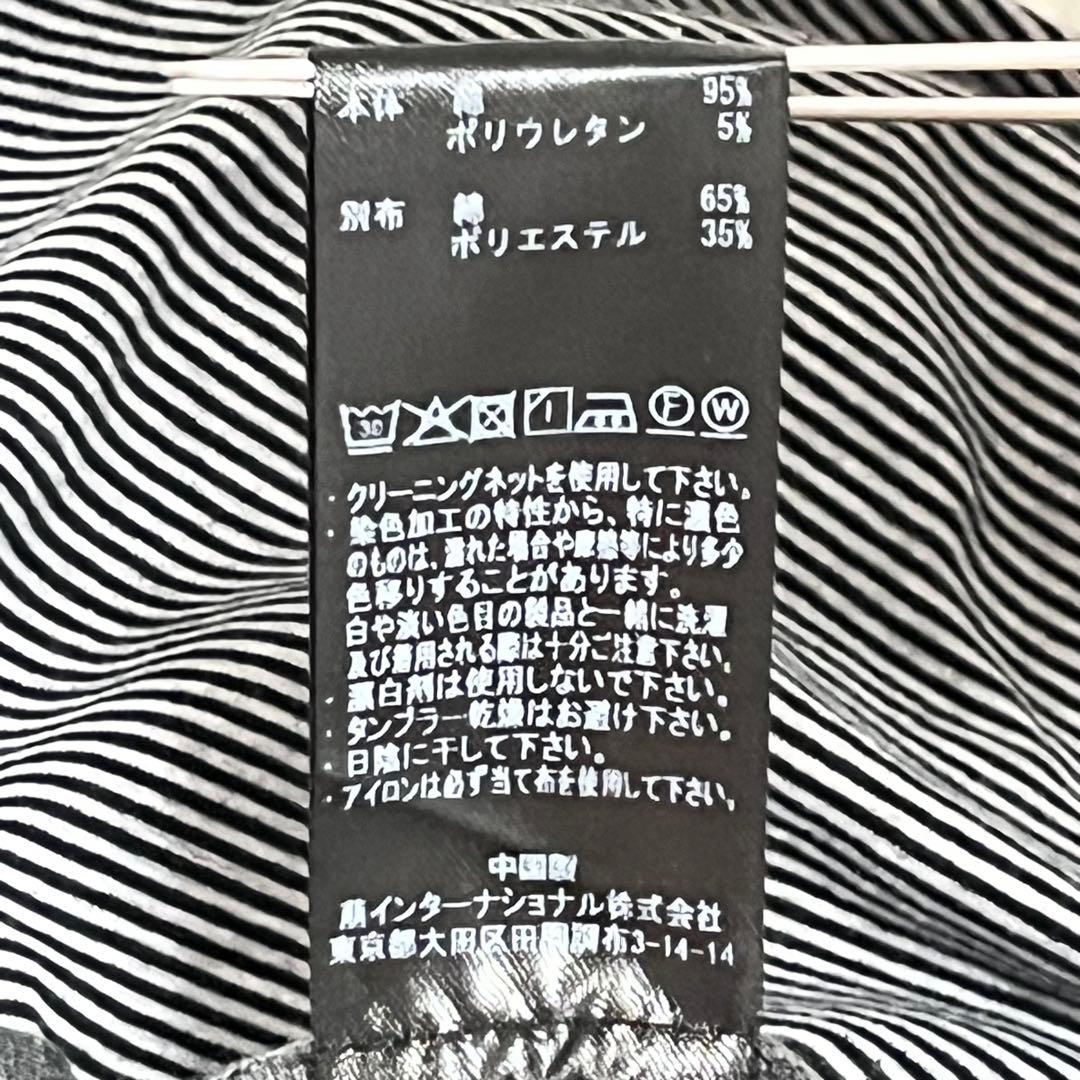 本体 綿 95%
ポリウレタン 5%
別布 綿 65%
ポリエステル 35%
30
F W
・クリーニングネットを使用して下さい。
・染色加工の特性から、特に濃色
のものは、濡れた場合や摩擦等により多少
色移りすることがあります。
白や淡い色目の製品と一緒に洗濯
及び着用される際は十分ご注意下さい。
・漂白剤は使用しないで下さい。
・タンブラー乾燥はお避け下さい。
・日陰に干して下さい。
・アイロンは必ず当て布を使用して下さい。
中国製
インターナショナル株式会社
東京都大田区田園調布3-14-14